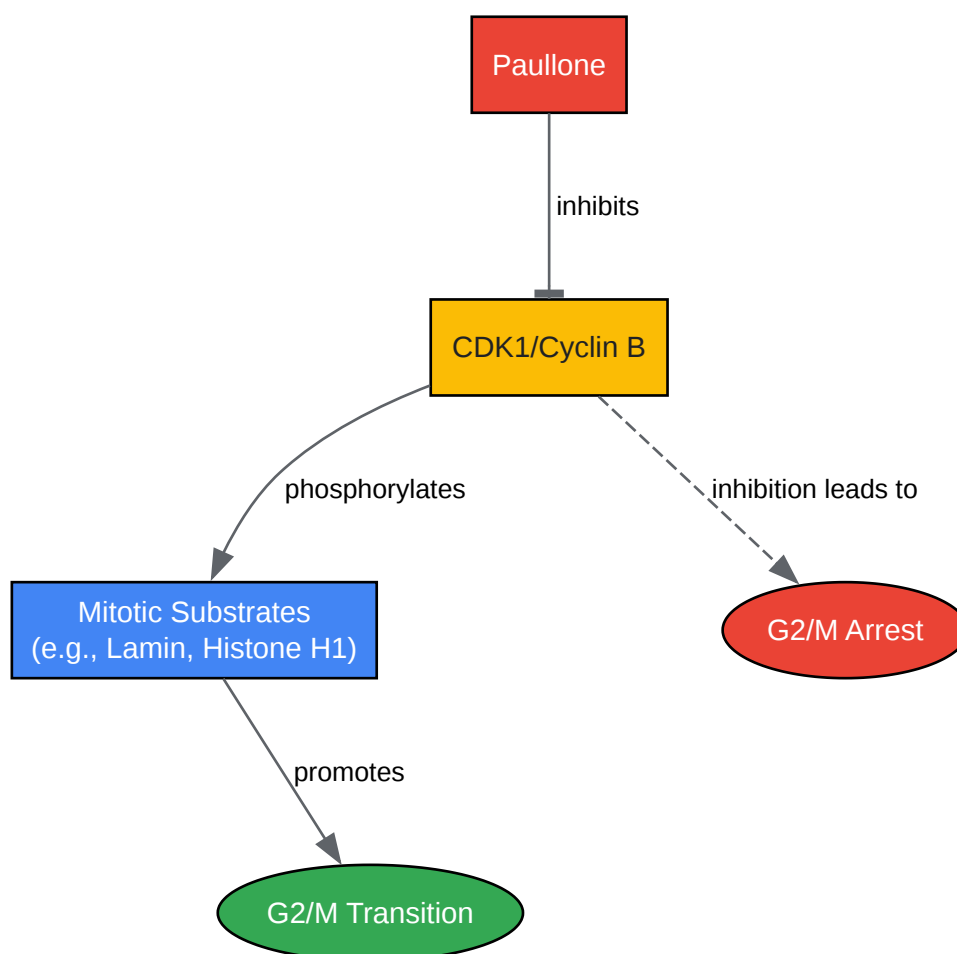 Paullone
inhibits
CDK1/Cyclin B
phosphorylates
inhibition leads to
Mitotic Substrates
(e.g., Lamin, Histone H1)
G2/M Arrest
promotes
G2/M Transition